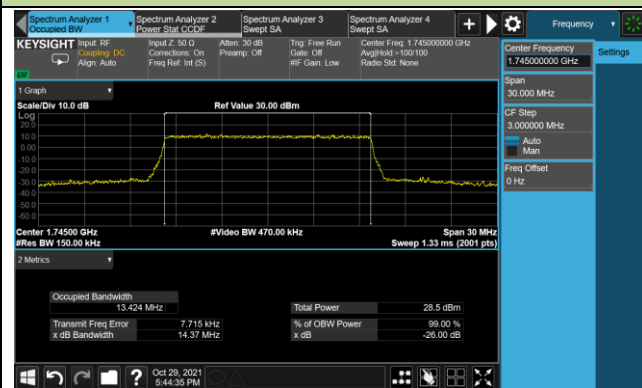 Spectrum Analyzer 1
Occupied BW
Spectrum Analyzer 2
Power Stat CCDF
Spectrum Analyzer 3
Swept SA
Spectrum Analyzer 4
Swept SA
+
Frequency
KEYSIGHT
Input: RF
Coupling: DC
Align: Auto
Input Z: 50 Ω
Corrections: On
Freq Ref: Int (S)
Atten: 30 dB
Preamp: Off
Trig: Free Run
Gate: Off
#IF Gain: Low
Center Freq: 1.745000000 GHz
Avg|Hold:>100/100
Radio Std: None
Center Frequency
1.745000000 GHz
Settings
Span
30.000 MHz
CF Step
3.000000 MHz
Auto
Man
Freq Offset
0 Hz
1 Graph
Scale/Div 10.0 dB
Ref Value 30.00 dBm
Log
20.0
10.0
0.00
-10.0
-20.0
-30.0
-40.0
-50.0
-60.0
Center 1.74500 GHz
#Video BW 470.00 kHz
Span 30 MHz
#Res BW 150.00 kHz
Sweep 1.33 ms (2001 pts)
2 Metrics
Occupied Bandwidth
13.424 MHz
Total Power 28.5 dBm
Transmit Freq Error 7.715 kHz
% of OBW Power 99.00 %
x dB Bandwidth 14.37 MHz
x dB -26.00 dB
?
Oct 29, 2021
5:44:35 PM